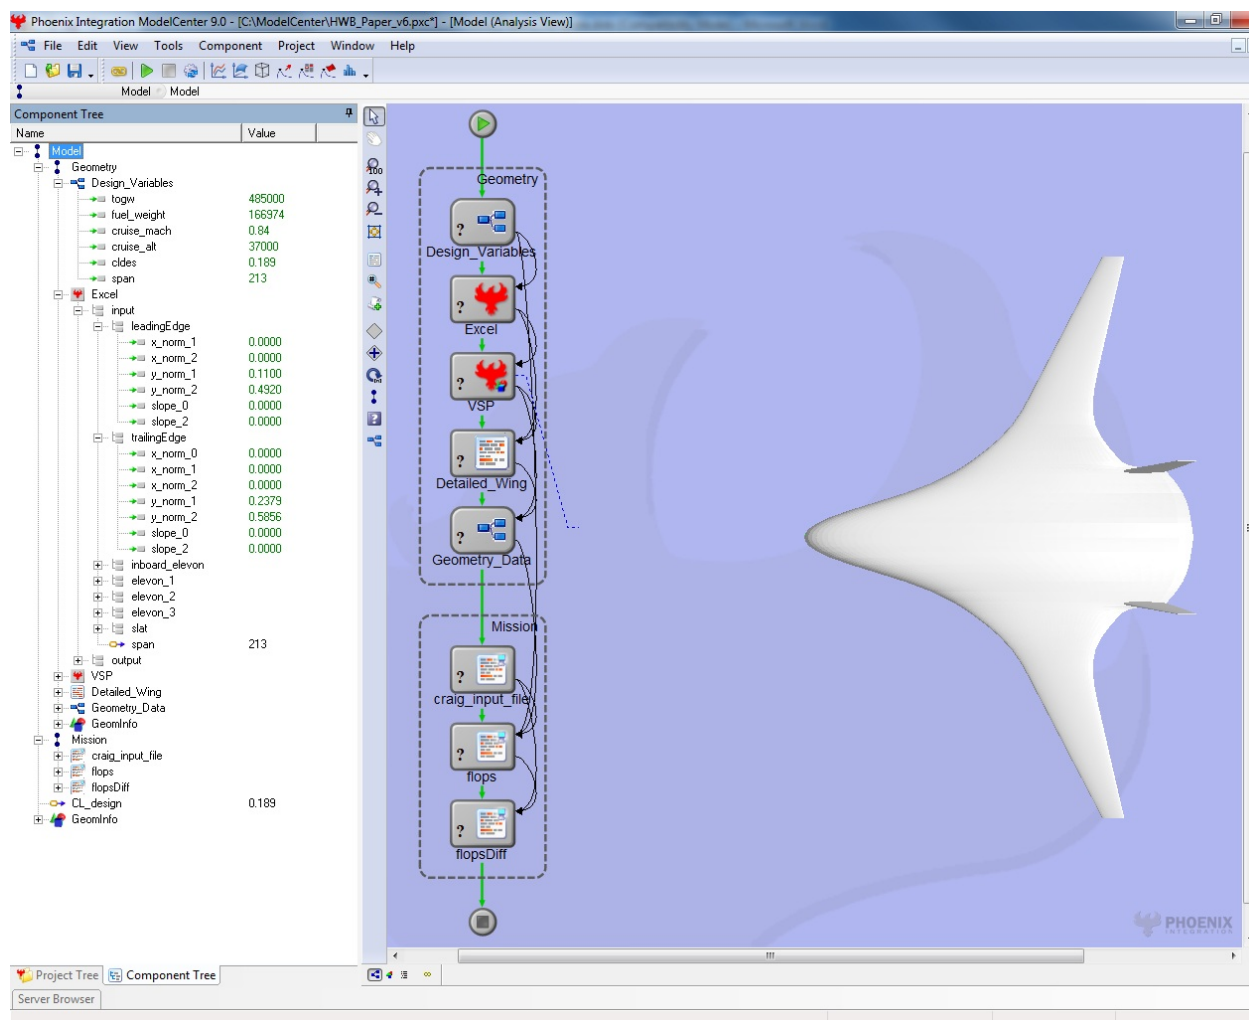 Phoenix Integration ModelCenter 9.0 - [C:\ModelCenter\HWB_Paper_v6.pxc*] - [Model (Analysis View)]
File Edit View Tools Component Project Window Help
Model Model
Component Tree
Name Value
Model
Geometry
Design_Variables
togw 485000
fuel_weight 166974
cruise_mach 0.84
cruise_alt 37000
cldes 0.189
span 213
Excel
input
leadingEdge
x_norm_1 0.0000
x_norm_2 0.0000
y_norm_1 0.1100
y_norm_2 0.4920
slope_0 0.0000
slope_2 0.0000
trailingEdge
x_norm_0 0.0000
x_norm_1 0.0000
x_norm_2 0.0000
y_norm_1 0.2379
y_norm_2 0.5856
slope_0 0.0000
slope_2 0.0000
inboard_elevon
elevon_1
elevon_2
elevon_3
slat
span 213
output
VSP
Detailed_Wing
Geometry_Data
GeomInfo
Mission
craig_input_file
flops
flopsDiff
CL_design 0.189
GeomInfo
Project Tree Component Tree
Server Browser
100
Geometry
? Design_Variables
? Excel
? VSP
? Detailed_Wing
? Geometry_Data
Mission
? craig_input_file
? flops
? flopsDiff
PHOENIX
INTEGRATION